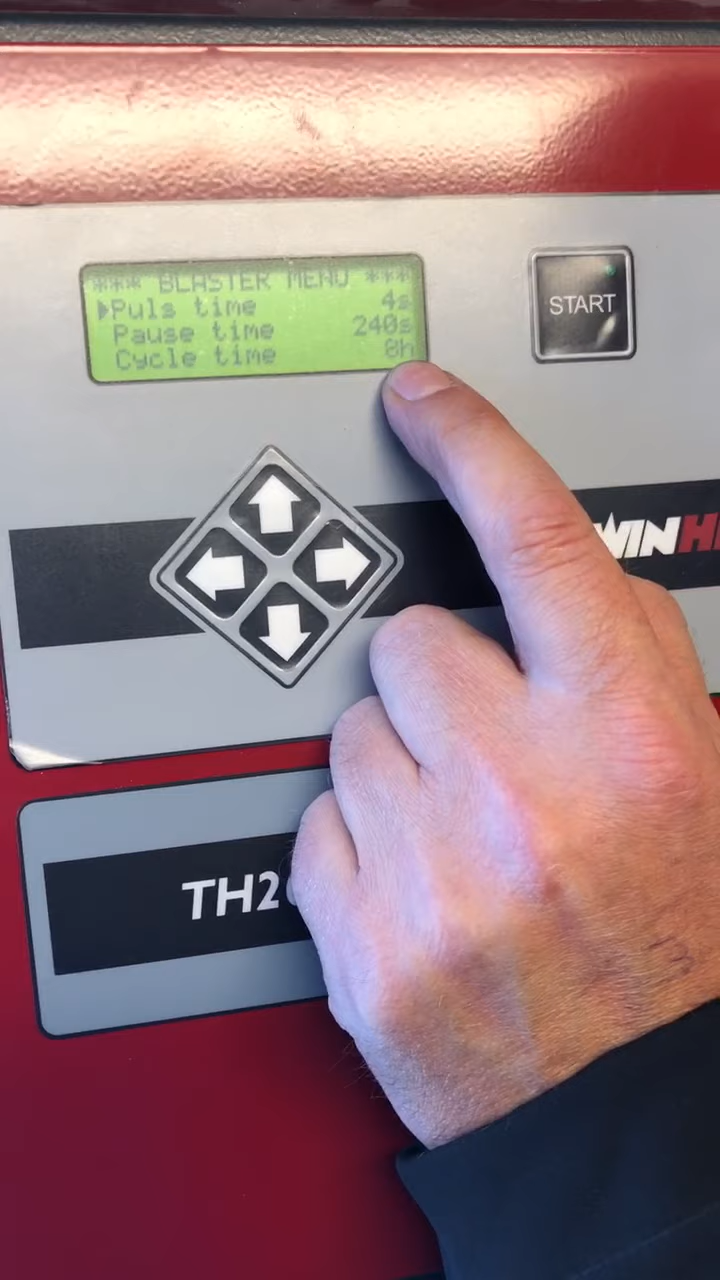 *** BLASTER MENU ***
Puls time 4s
Pause time 240s
Cycle time 8h
START
WINH
TH2